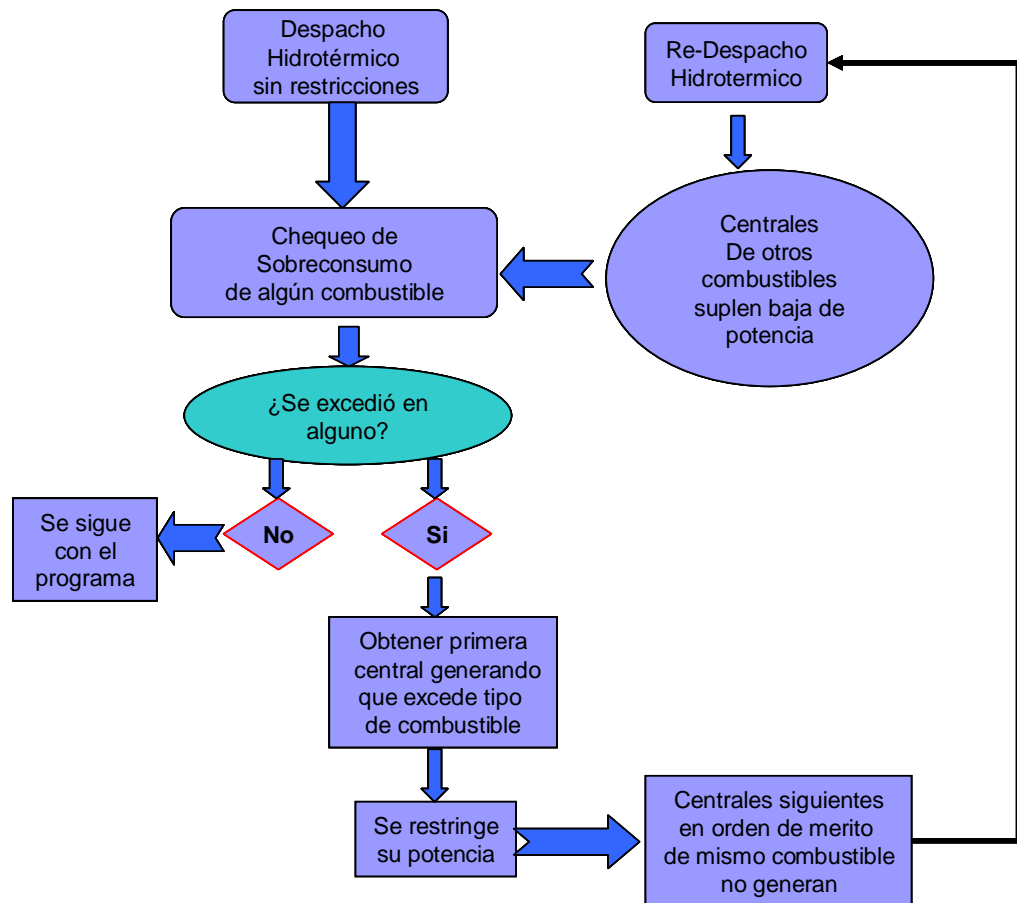 Despacho
Hidrotérmico
sin restricciones
Re-Despacho
Hidrotermico
Chequeo de
Sobreconsumo
de algún combustible
Centrales
De otros
combustibles
suplen baja de
potencia
¿Se excedió en
alguno?
Se sigue
con el
programa
No
Si
Obtener primera
central generando
que excede tipo
de combustible
Se restringe
su potencia
Centrales siguientes
en orden de merito
de mismo combustible
no generan